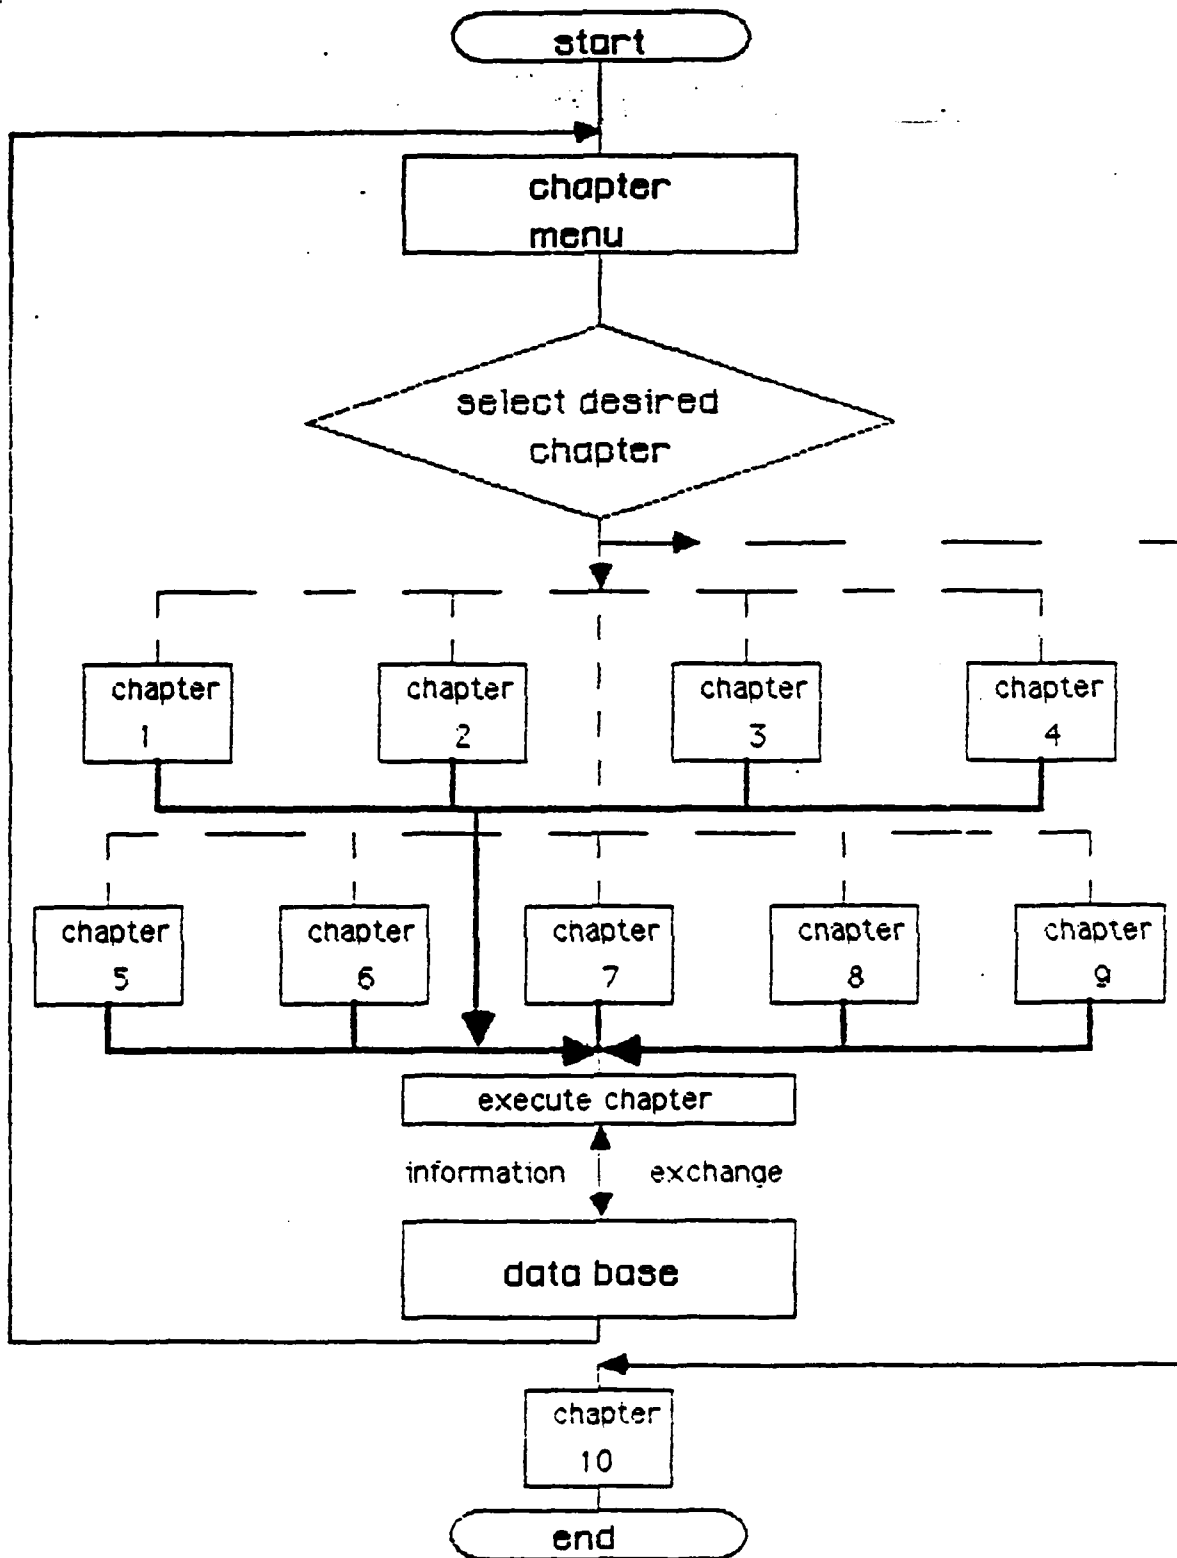 start
chapter
menu
select desired
chapter
chapter
1
chapter
2
chapter
3
chapter
4
chapter
5
chapter
6
chapter
7
cnapter
8
chapter
9
execute chapter
information exchange
data base
chapter
10
end